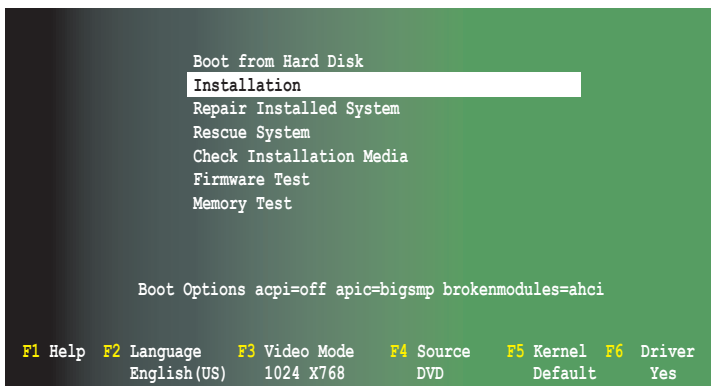 Boot from Hard Disk
Installation
Repair Installed System
Rescue System
Check Installation Media
Firmware Test
Memory Test
Boot Options acpi=off apic=bigsmp brokenmodules=ahci
F1 Help F2 Language F3 Video Mode F4 Source F5 Kernel F6 Driver
English(US) 1024 X768 DVD Default Yes